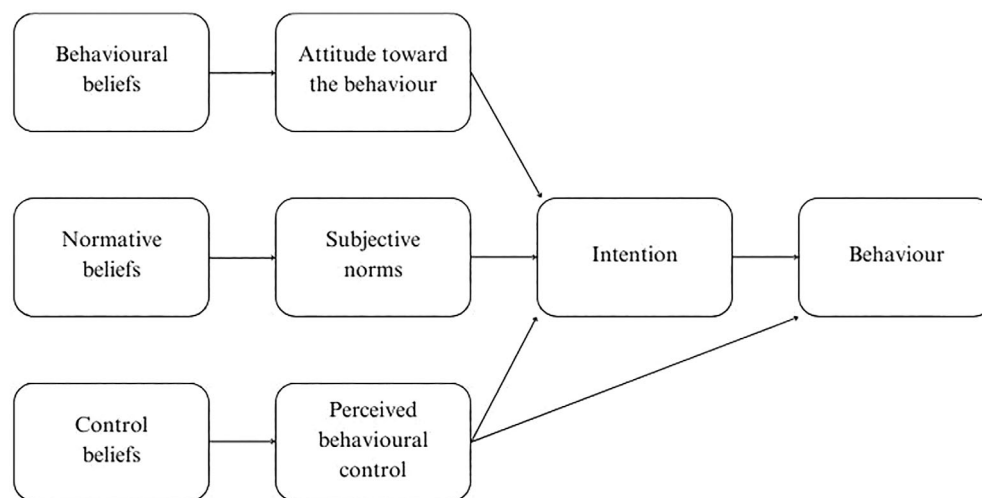 Behavioural
beliefs
Attitude toward
the behaviour
Normative
beliefs
Subjective
norms
Intention
Behaviour
Control
beliefs
Perceived
behavioural
control